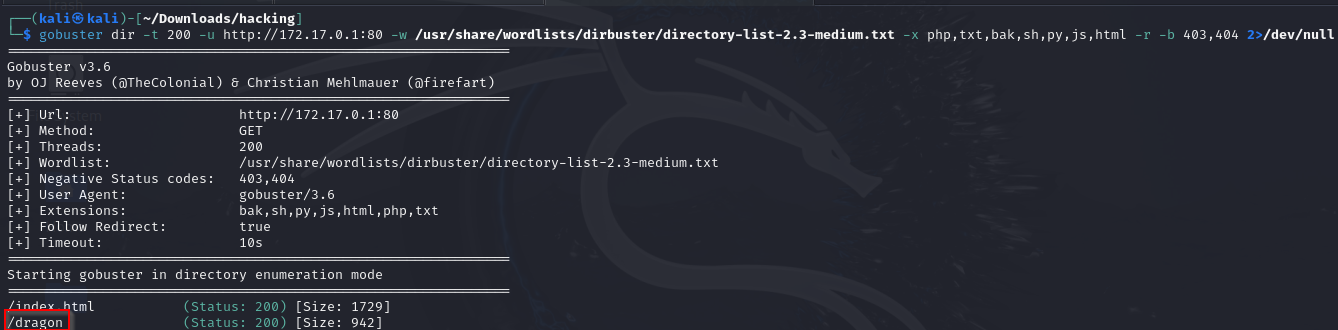 Trash
┌──(kali㉿kali)-[~/Downloads/hacking]
└─$ gobuster dir -t 200 -u http://172.17.0.1:80 -w /usr/share/wordlists/dirbuster/directory-list-2.3-medium.txt -x php,txt,bak,sh,py,js,html -r -b 403,404 2>/dev/null
===============================================================
Gobuster v3.6
by OJ Reeves (@TheColonial) & Christian Mehlmauer (@firefart)
===============================================================
[+] Url:                     http://172.17.0.1:80
[+] Method:                  GET
[+] Threads:                 200
[+] Wordlist:                /usr/share/wordlists/dirbuster/directory-list-2.3-medium.txt
[+] Negative Status codes:   403,404
[+] User Agent:              gobuster/3.6
[+] Extensions:              bak,sh,py,js,html,php,txt
[+] Follow Redirect:         true
[+] Timeout:                 10s
===============================================================
Starting gobuster in directory enumeration mode
===============================================================
/index.html           (Status: 200) [Size: 1729]
/dragon               (Status: 200) [Size: 942]